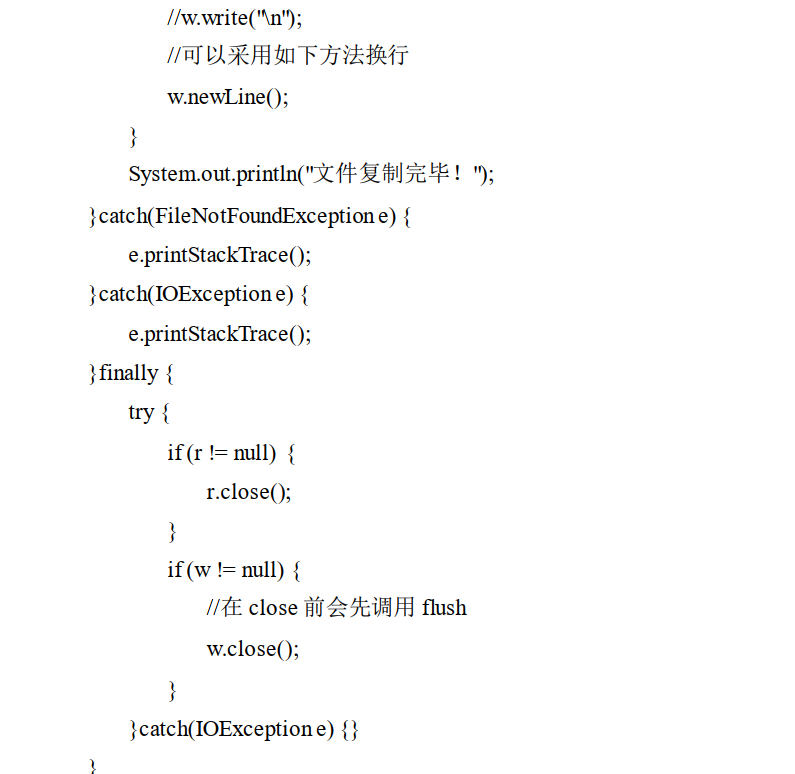 //w.write("\n");
//可以采用如下方法换行
w.newLine();
}
System.out.println("文件复制完毕！");
}catch(FileNotFoundException e) {
e.printStackTrace();
}catch(IOException e) {
e.printStackTrace();
}finally {
try {
if (r != null) {
r.close();
}
if (w != null) {
//在 close 前会先调用 flush
w.close();
}
}catch(IOException e) {}
}